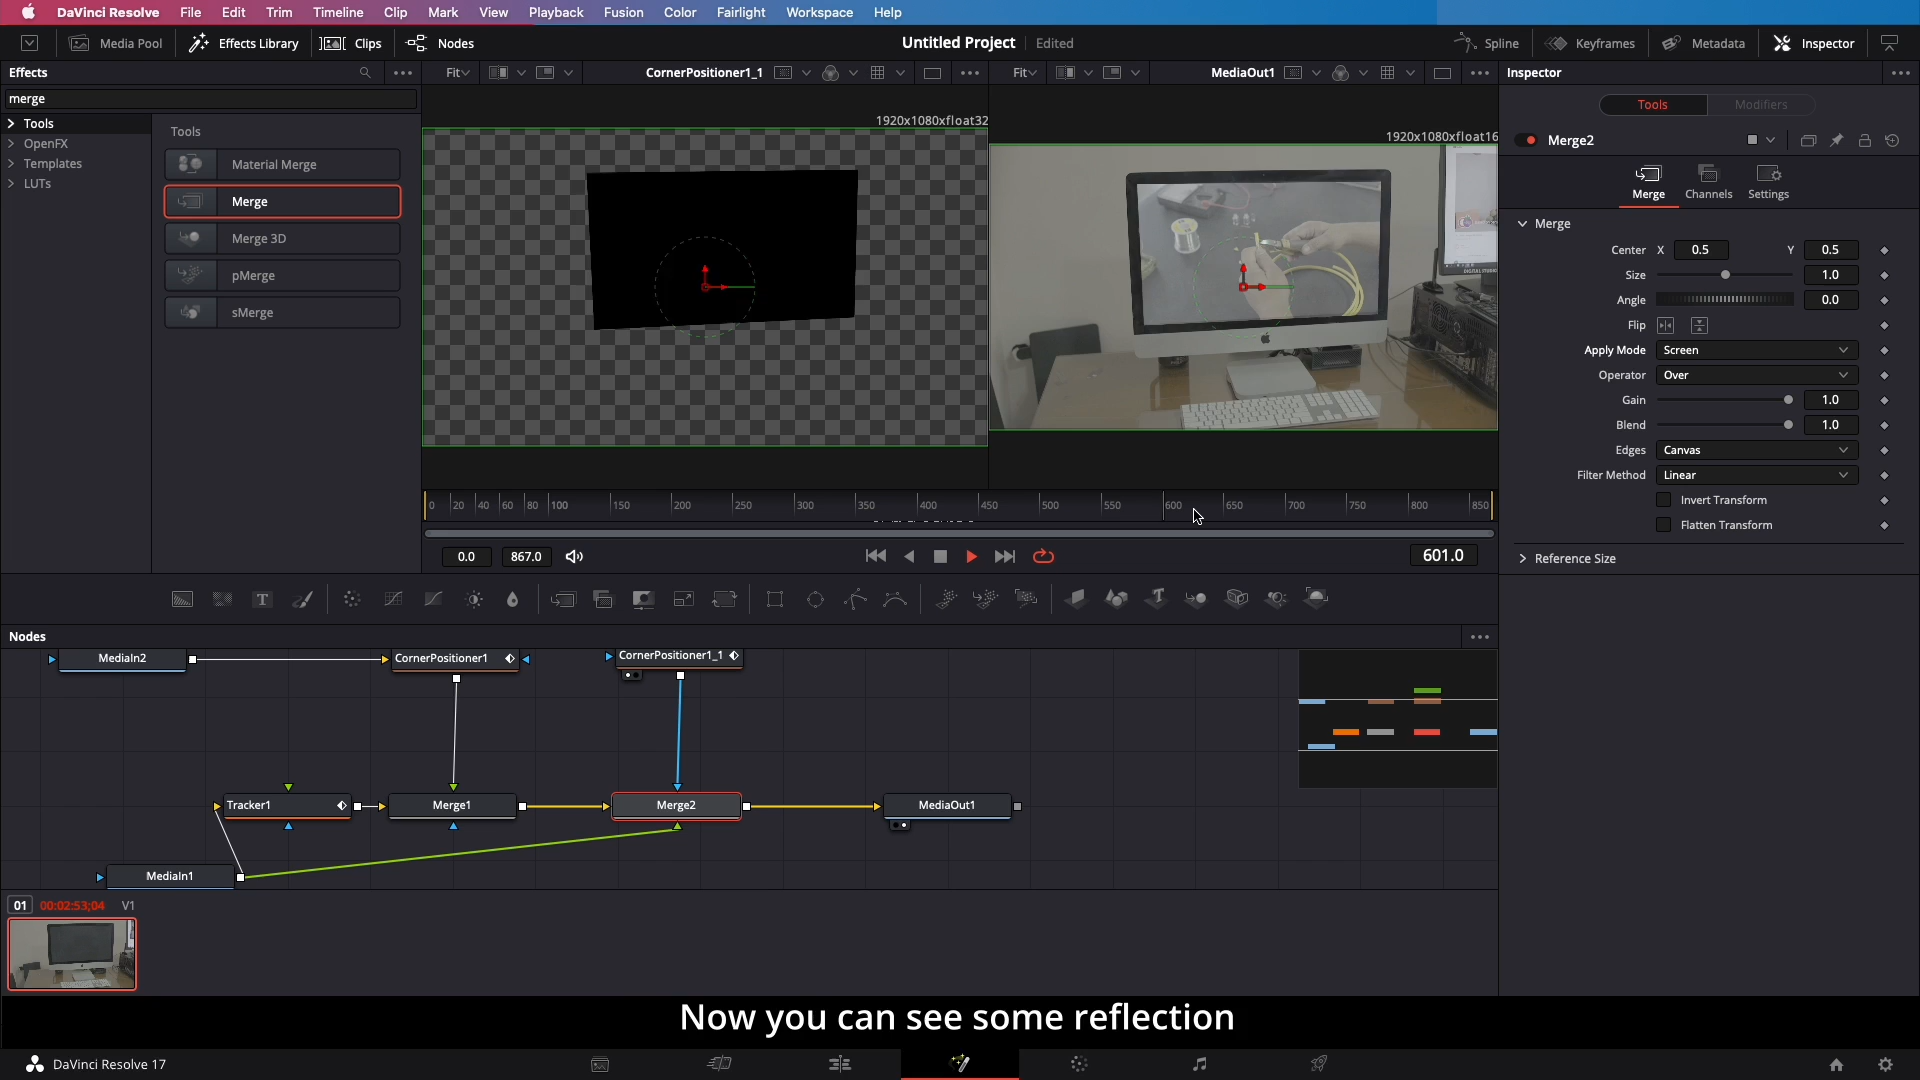 DaVinci Resolve File Edit Trim Timeline Clip Mark View Playback Fusion Color Fairlight Workspace Help
Media Pool Effects Library Clips Nodes Untitled Project Edited Spline Keyframes Metadata Inspector
Effects Fit CornerPositioner1_1 Fit MediaOut1 Inspector
merge
Tools Modifiers
Tools
OpenFX
Templates
LUTs
Tools
Material Merge
Merge
Merge 3D
pMerge
sMerge
1920x1080xfloat32
1920x1080xfloat16
Merge2
Merge Channels Settings
Merge
Center X 0.5 Y 0.5
Size 1.0
Angle 0.0
Flip
Apply Mode Screen
Operator Over
Gain 1.0
Blend 1.0
Edges Canvas
Filter Method Linear
Invert Transform
Flatten Transform
Reference Size
0 20 40 60 80 100 150 200 250 300 350 400 450 500 550 600 650 700 750 800 850
0.0 867.0 601.0
Nodes
MediaIn2 CornerPositioner1 CornerPositioner1_1
Tracker1 Merge1 Merge2 MediaOut1
MediaIn1
01 00:02:53;04 V1
Now you can see some reflection
DaVinci Resolve 17